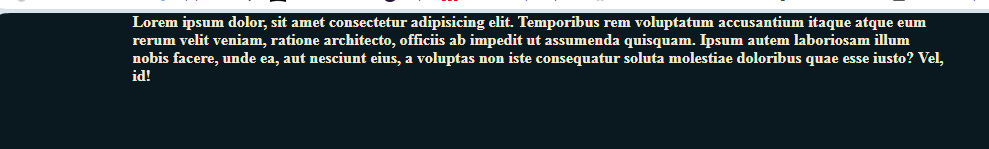 Lorem ipsum dolor, sit amet consectetur adipisicing elit. Temporibus rem voluptatum accusantium itaque atque eum
rerum velit veniam, ratione architecto, officiis ab impedit ut assumenda quisquam. Ipsum autem laboriosam illum
nobis facere, unde ea, aut nesciunt eius, a voluptas non iste consequatur soluta molestiae doloribus quae esse iusto? Vel,
id!